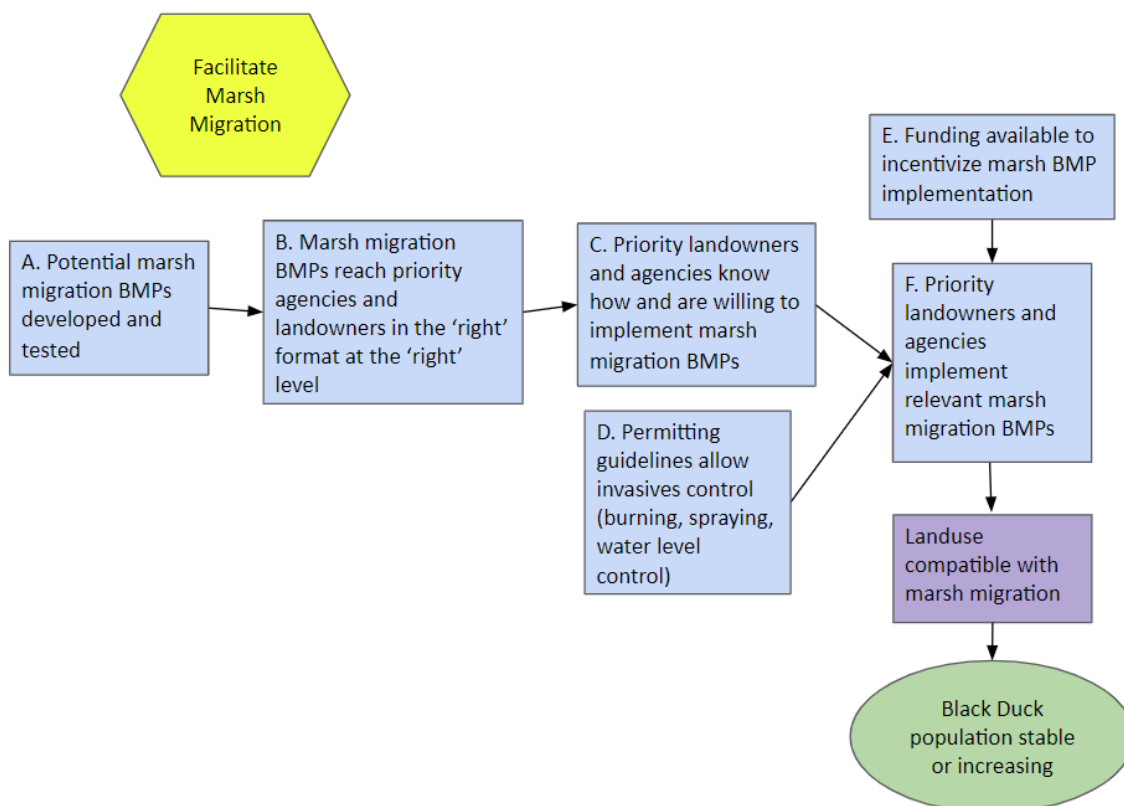 Facilitate
Marsh
Migration
A. Potential marsh
migration BMPs
developed and
tested
B. Marsh migration
BMPs reach priority
agencies and
landowners in the ‘right’
format at the ‘right’
level
C. Priority landowners
and agencies know
how and are willing to
implement marsh
migration BMPs
D. Permitting
guidelines allow
invasives control
(burning, spraying,
water level
control)
E. Funding available to
incentivize marsh BMP
implementation
F. Priority
landowners and
agencies
implement
relevant marsh
migration BMPs
Landuse
compatible with
marsh migration
Black Duck
population stable
or increasing